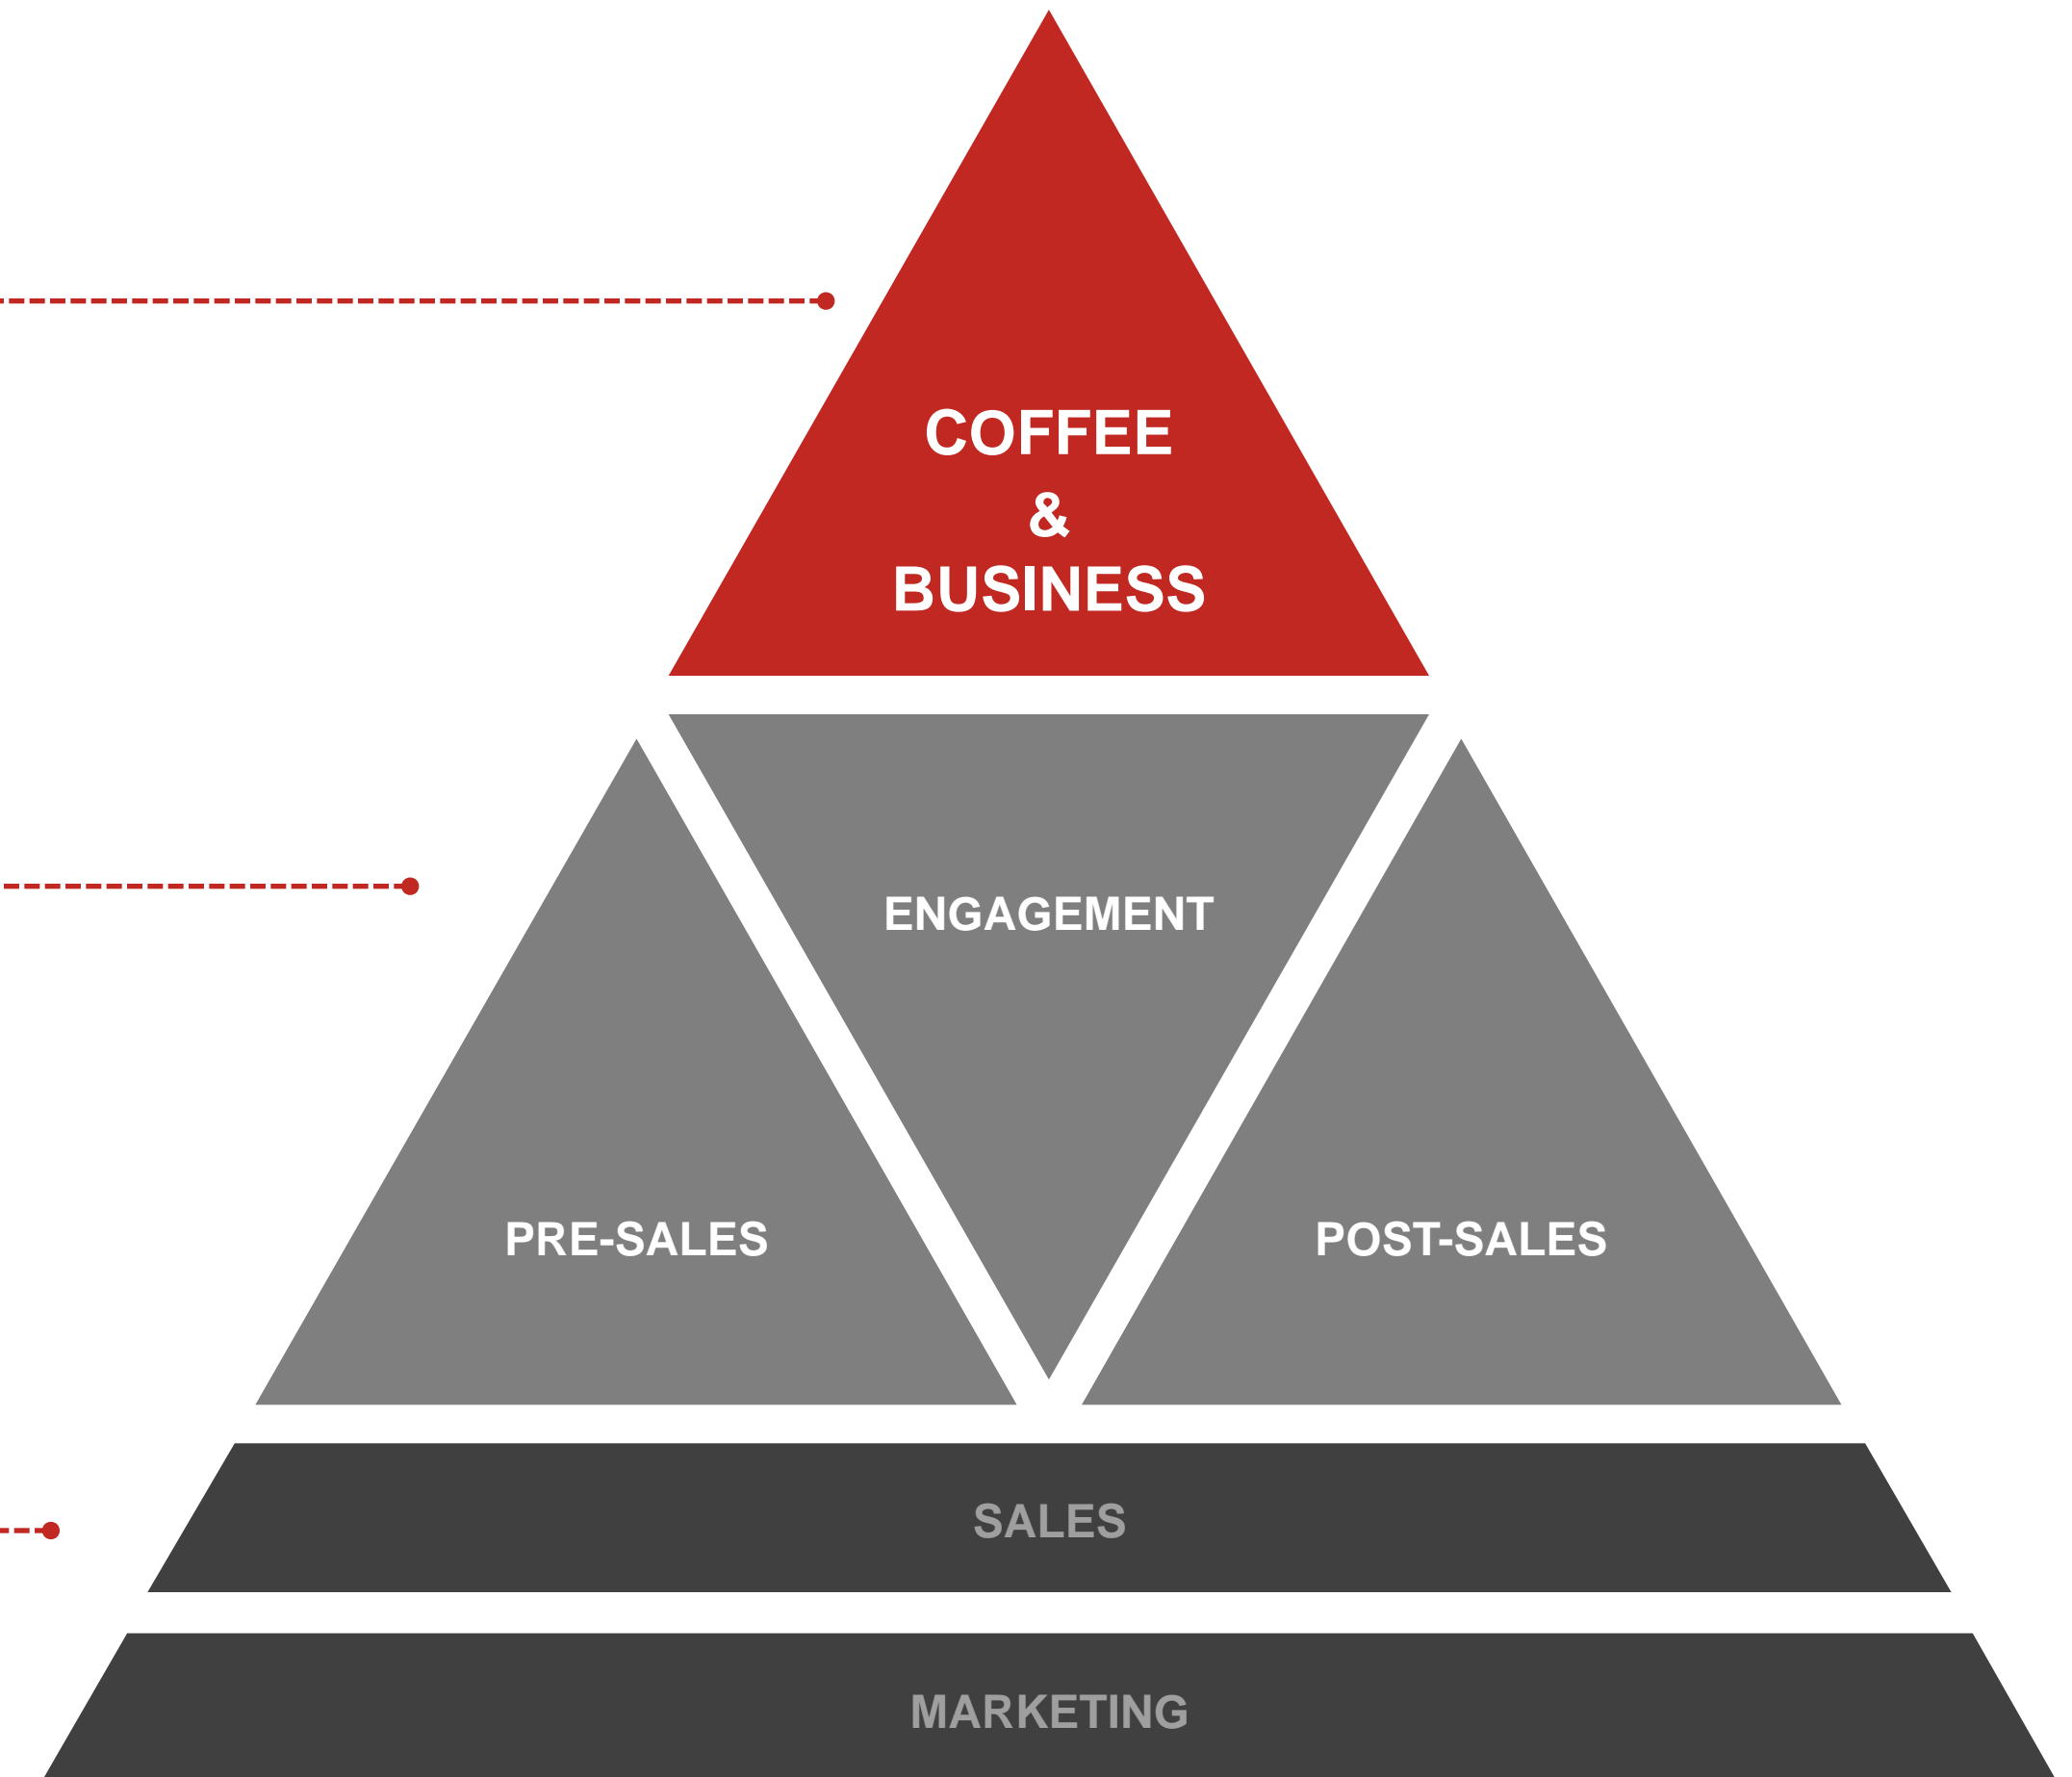 COFFEE
&
BUSINESS
ENGAGEMENT
PRE-SALES
POST-SALES
SALES
MARKETING